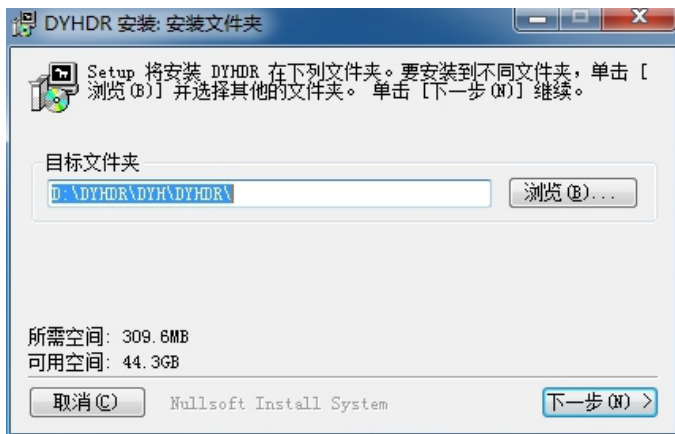 DYHDR 安装: 安装文件夹
Setup 将安装 DYHDR 在下列文件夹。要安装到不同文件夹，单击 [
浏览(B)] 并选择其他的文件夹。 单击 [下一步(N)] 继续。
目标文件夹
D:\DYHDR\DYH\DYHDR\
浏览(B)...
所需空间: 309.6MB
可用空间: 44.3GB
取消(C)
Nullsoft Install System
下一步(N) >